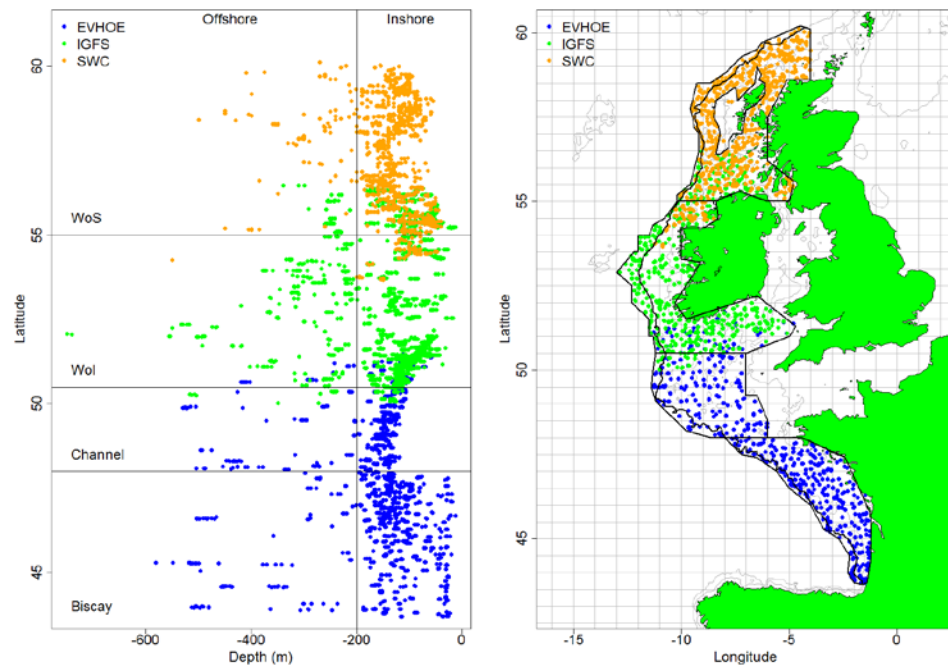 Offshore
Inshore
EVHOE
IGFS
SWC
60
55
50
45
Latitude
WoS
WoI
Channel
Biscay
-600
-400
-200
0
Depth (m)
EVHOE
IGFS
SWC
60
55
50
45
Latitude
-15
-10
-5
0
Longitude